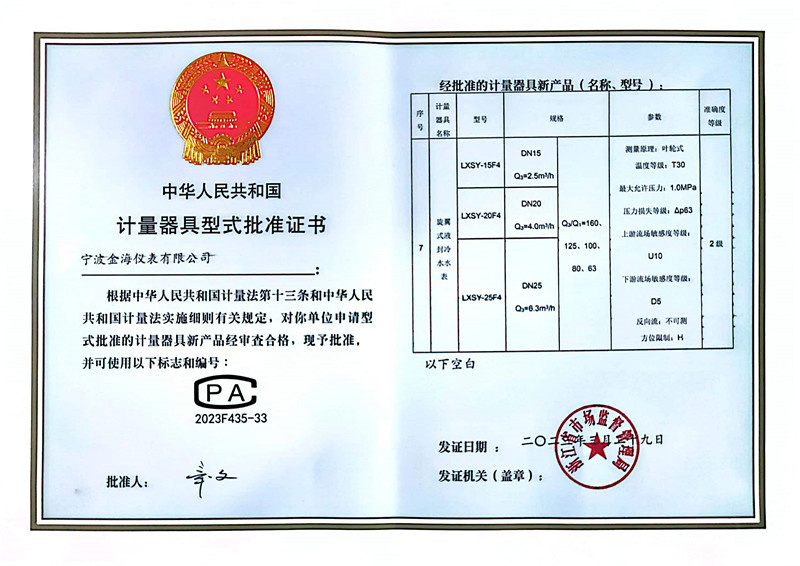 中华人民共和国
计量器具型式批准证书
宁波金海仪表有限公司
：
根据中华人民共和国计量法第十三条和中华人民
共和国计量法实施细则有关规定，对你单位申请型
式批准的计量器具新产品经审查合格，现予批准，
并可使用以下标志和编号：
CPA
2023F435-33
批准人：
经批准的计量器具新产品（名称、型号）：
序号 计量器具名称 型号 规格 参数 准确度等级
7 旋翼式液封冷水水表
LXSY-15F4 DN15 Q₃=2.5m³/h
LXSY-20F4 DN20 Q₃=4.0m³/h
LXSY-25F4 DN25 Q₃=6.3m³/h
Q₃/Q₁=160、
125、100、
80、63
测量原理：叶轮式
温度等级：T30
最大允许压力：1.0MPa
压力损失等级：Δp63
上游流场敏感度等级：
U10
下游流场敏感度等级：
D5
反向流：不可测
方位限制：H
2 级
以下空白
发证日期：
发证机关（盖章）：
浙江省市场监督管理局